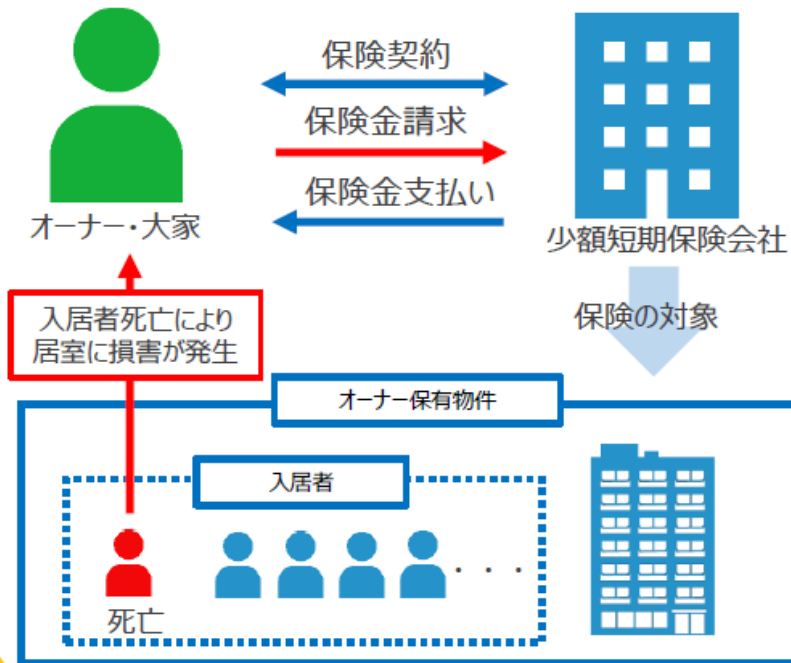 保険契約
保険金請求
保険金支払い
オーナー・大家
少額短期保険会社
入居者死亡により
居室に損害が発生
保険の対象
オーナー保有物件
入居者
・・・
死亡